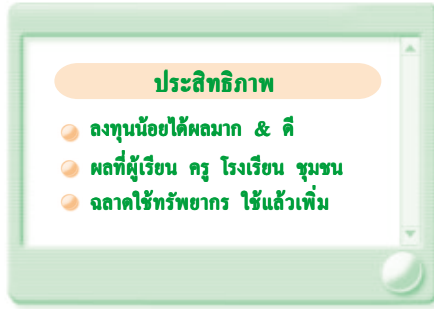 ประสิทธิภาพ
ลงทุนน้อยได้ผลมาก & ดี
ผลที่ผู้เรียน ครู โรงเรียน ชุมชน
ฉลาดใช้ทรัพยากร ใช้แล้วเพิ่ม